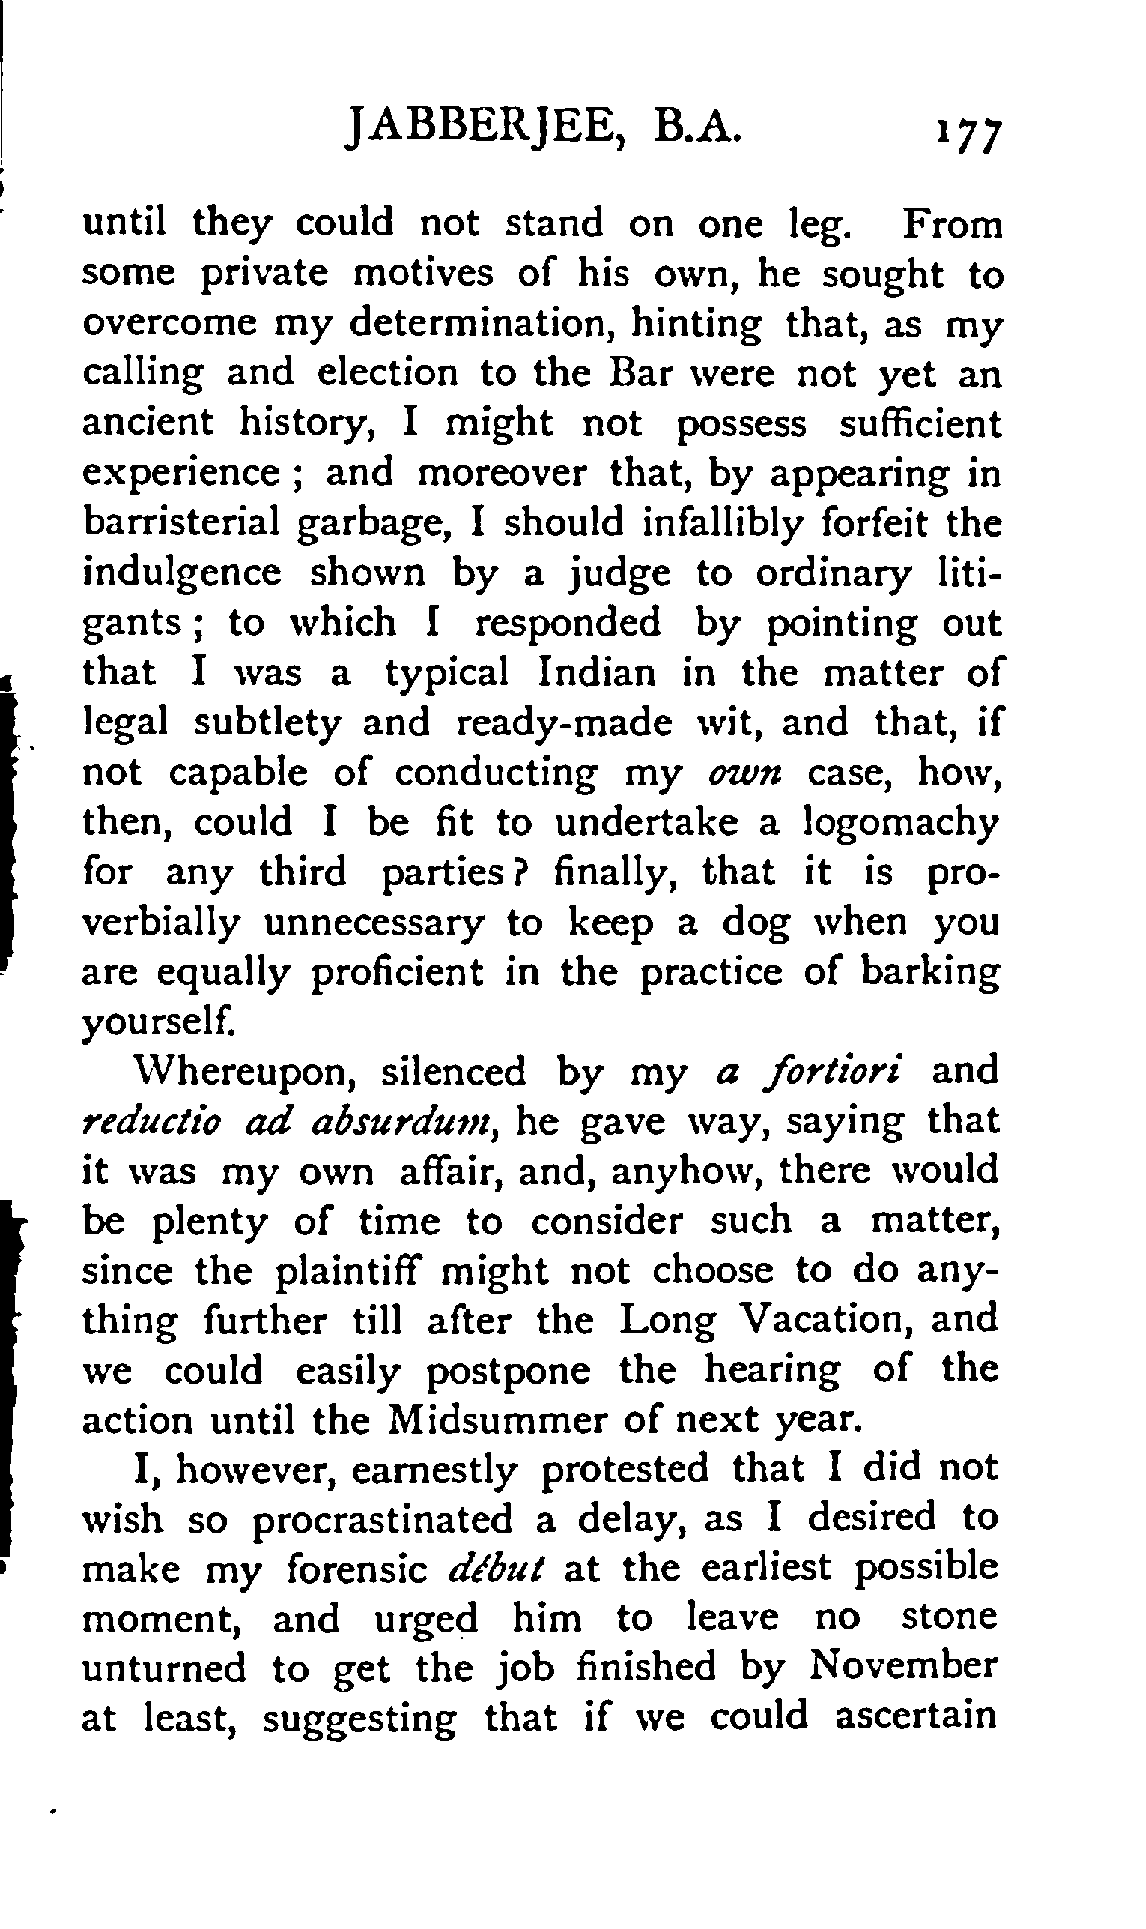 JABBERJEE, B.A. 177
until they could not stand on one leg. From
some private motives of his own, he sought to
overcome my determination, hinting that, as my
calling and election to the Bar were not yet an
ancient history, I might not possess sufficient
experience ; and moreover that, by appearing in
barristerial garbage, I should infallibly forfeit the
indulgence shown by a judge to ordinary liti-
gants ; to which I responded by pointing out
that I was a typical Indian in the matter of
legal subtlety and ready-made wit, and that, if
not capable of conducting my own case, how,
then, could I be fit to undertake a logomachy
for any third parties ? finally, that it is pro-
verbially unnecessary to keep a dog when you
are equally proficient in the practice of barking
yourself.
Whereupon, silenced by my a fortiori and
reductio ad absurdum, he gave way, saying that
it was my own affair, and, anyhow, there would
be plenty of time to consider such a matter,
since the plaintiff might not choose to do any-
thing further till after the Long Vacation, and
we could easily postpone the hearing of the
action until the Midsummer of next year.
I, however, earnestly protested that I did not
wish so procrastinated a delay, as I desired to
make my forensic début at the earliest possible
moment, and urged him to leave no stone
unturned to get the job finished by November
at least, suggesting that if we could ascertain